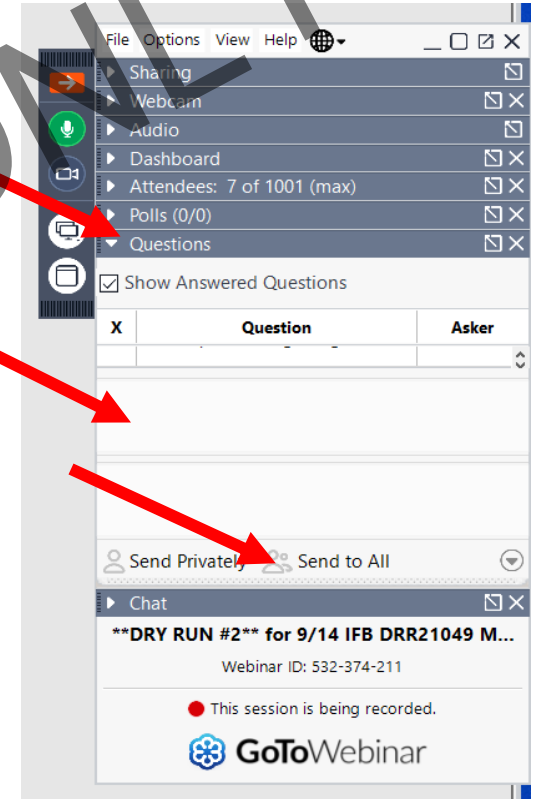 File Options View Help
Sharing
Webcam
Audio
Dashboard
Attendees: 7 of 1001 (max)
Polls (0/0)
Questions
Show Answered Questions
X Question Asker
Send Privately Send to All
Chat
**DRY RUN #2** for 9/14 IFB DRR21049 M...
Webinar ID: 532-374-211
This session is being recorded.
GoToWebinar